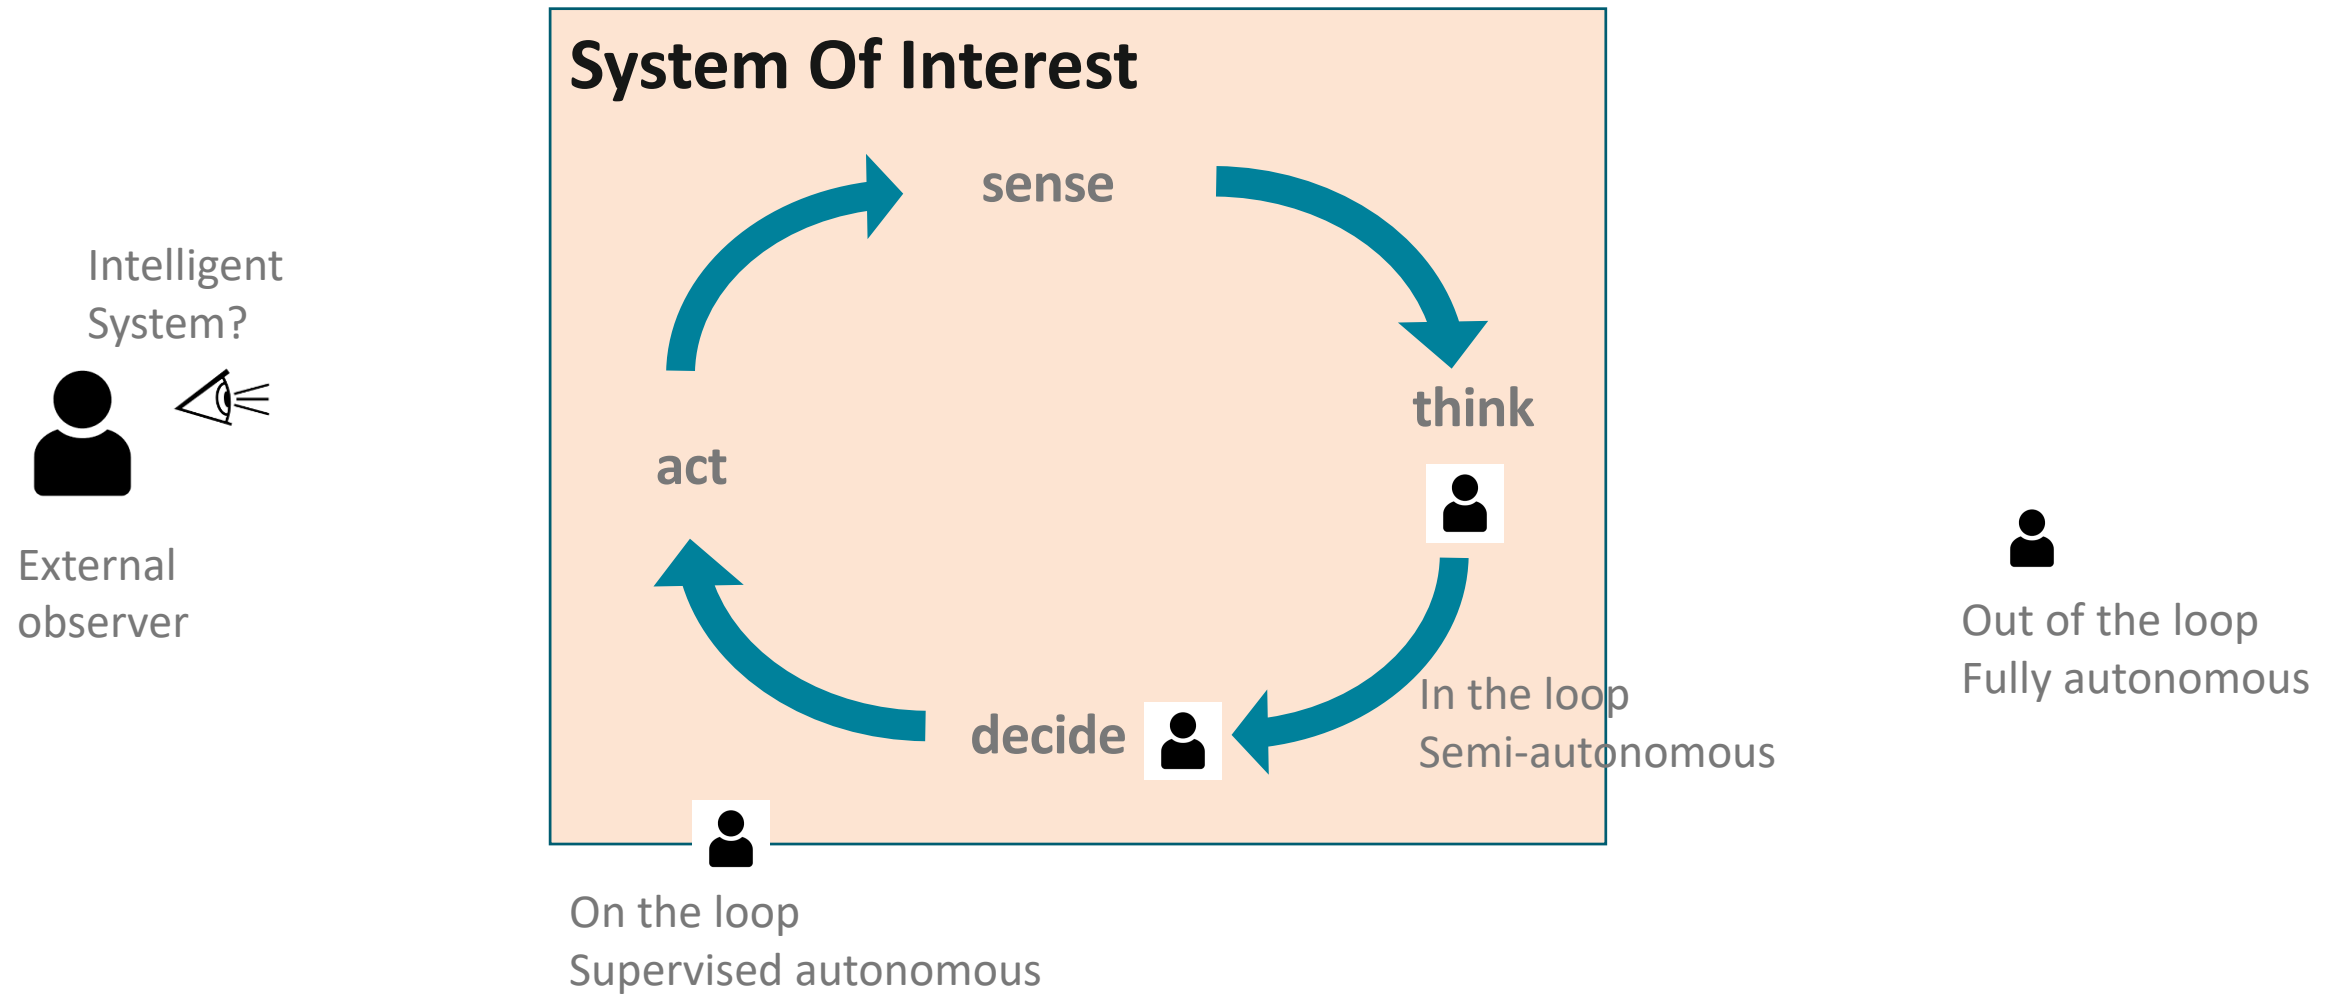 System Of Interest
sense
Intelligent
System?
think
act
External
observer
Out of the loop
Fully autonomous
In the loop
Semi-autonomous
decide
On the loop
Supervised autonomous